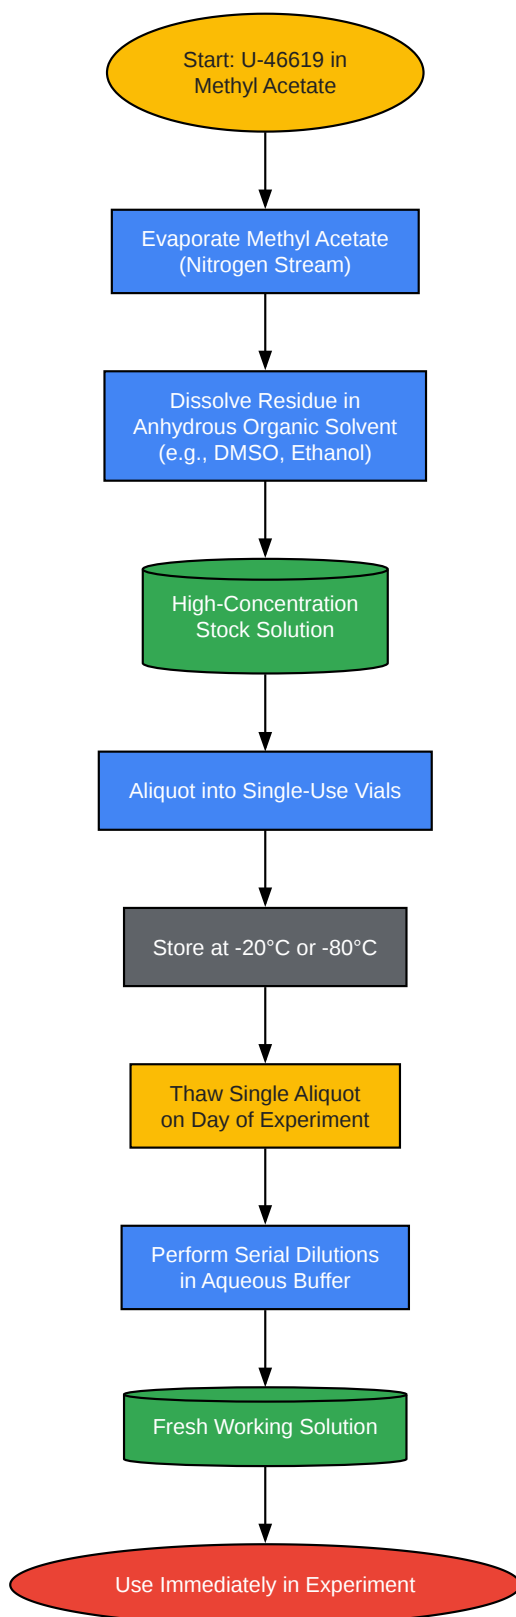 Start: U-46619 in
Methyl Acetate
Evaporate Methyl Acetate
(Nitrogen Stream)
Dissolve Residue in
Anhydrous Organic Solvent
(e.g., DMSO, Ethanol)
High-Concentration
Stock Solution
Aliquot into Single-Use Vials
Store at -20°C or -80°C
Thaw Single Aliquot
on Day of Experiment
Perform Serial Dilutions
in Aqueous Buffer
Fresh Working Solution
Use Immediately in Experiment